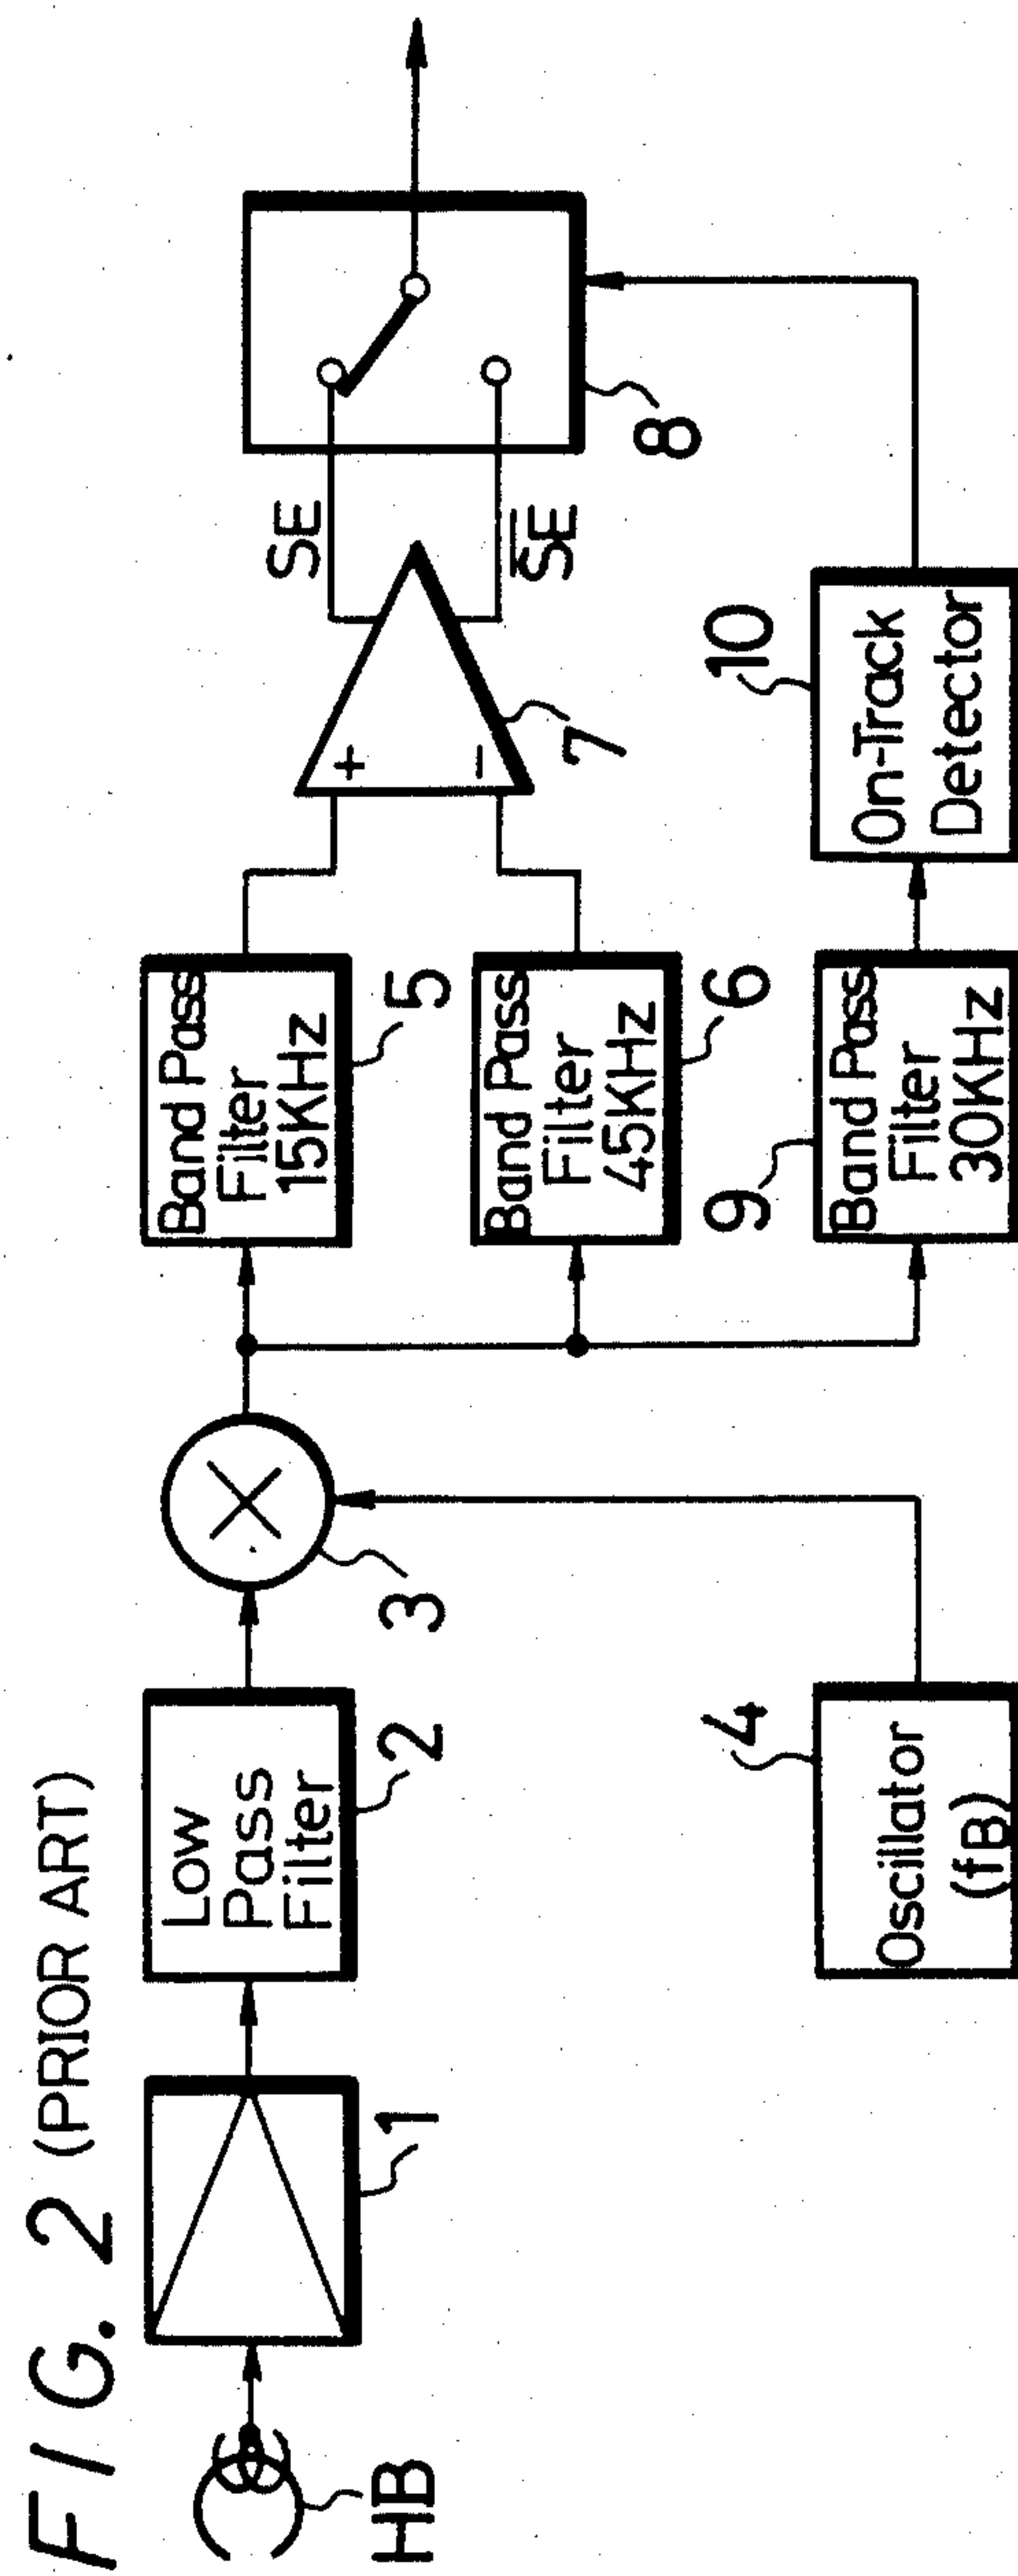 FIG. 2 (PRIOR ART)
HB
1
Low
Pass
Filter
2
3
Oscillator
(fB)
4
Band Pass
Filter
15KHz
5
Band Pass
Filter
45KHz
6
Band Pass
Filter
30KHz
9
+
−
7
SE
S̅E̅
8
On-Track
Detector
10